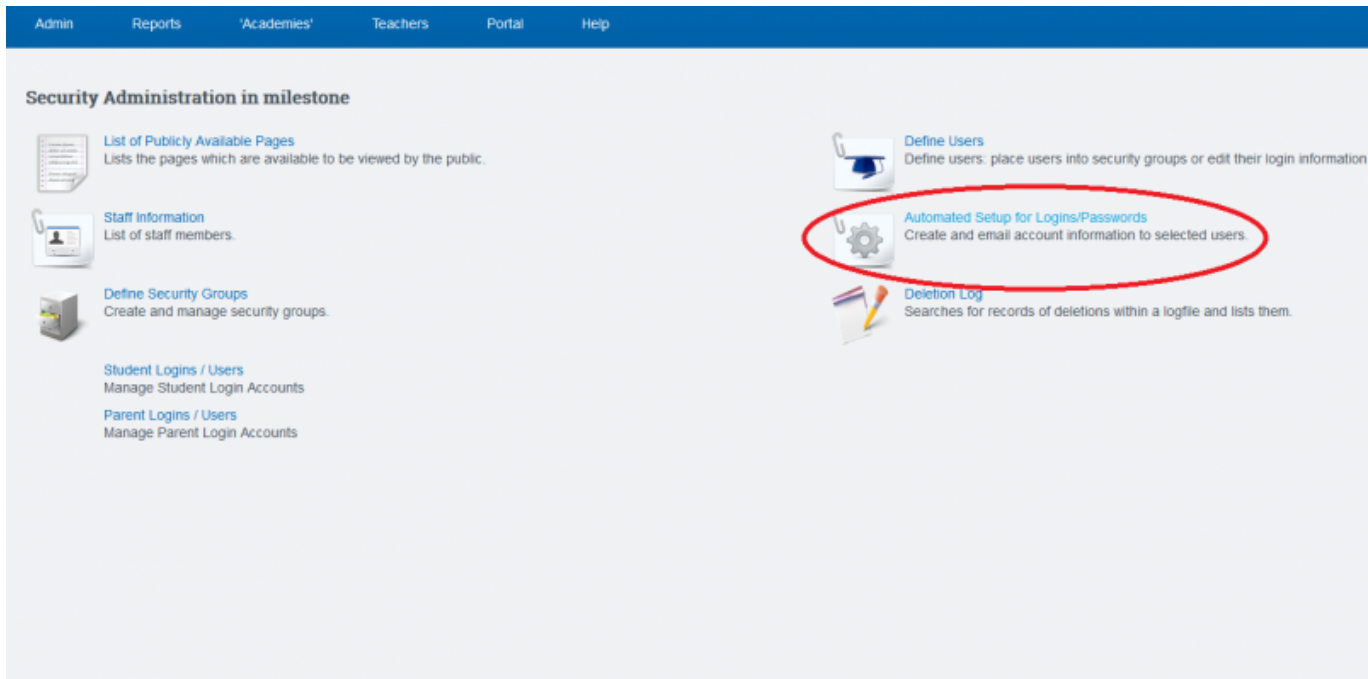 Admin Reports 'Academies' Teachers Portal Help
Security Administration in milestone
List of Publicly Available Pages
Lists the pages which are available to be viewed by the public.
Define Users
Define users: place users into security groups or edit their login information
Staff Information
List of staff members.
Automated Setup for Logins/Passwords
Create and email account information to selected users.
Define Security Groups
Create and manage security groups.
Deletion Log
Searches for records of deletions within a logfile and lists them.
Student Logins / Users
Manage Student Login Accounts
Parent Logins / Users
Manage Parent Login Accounts